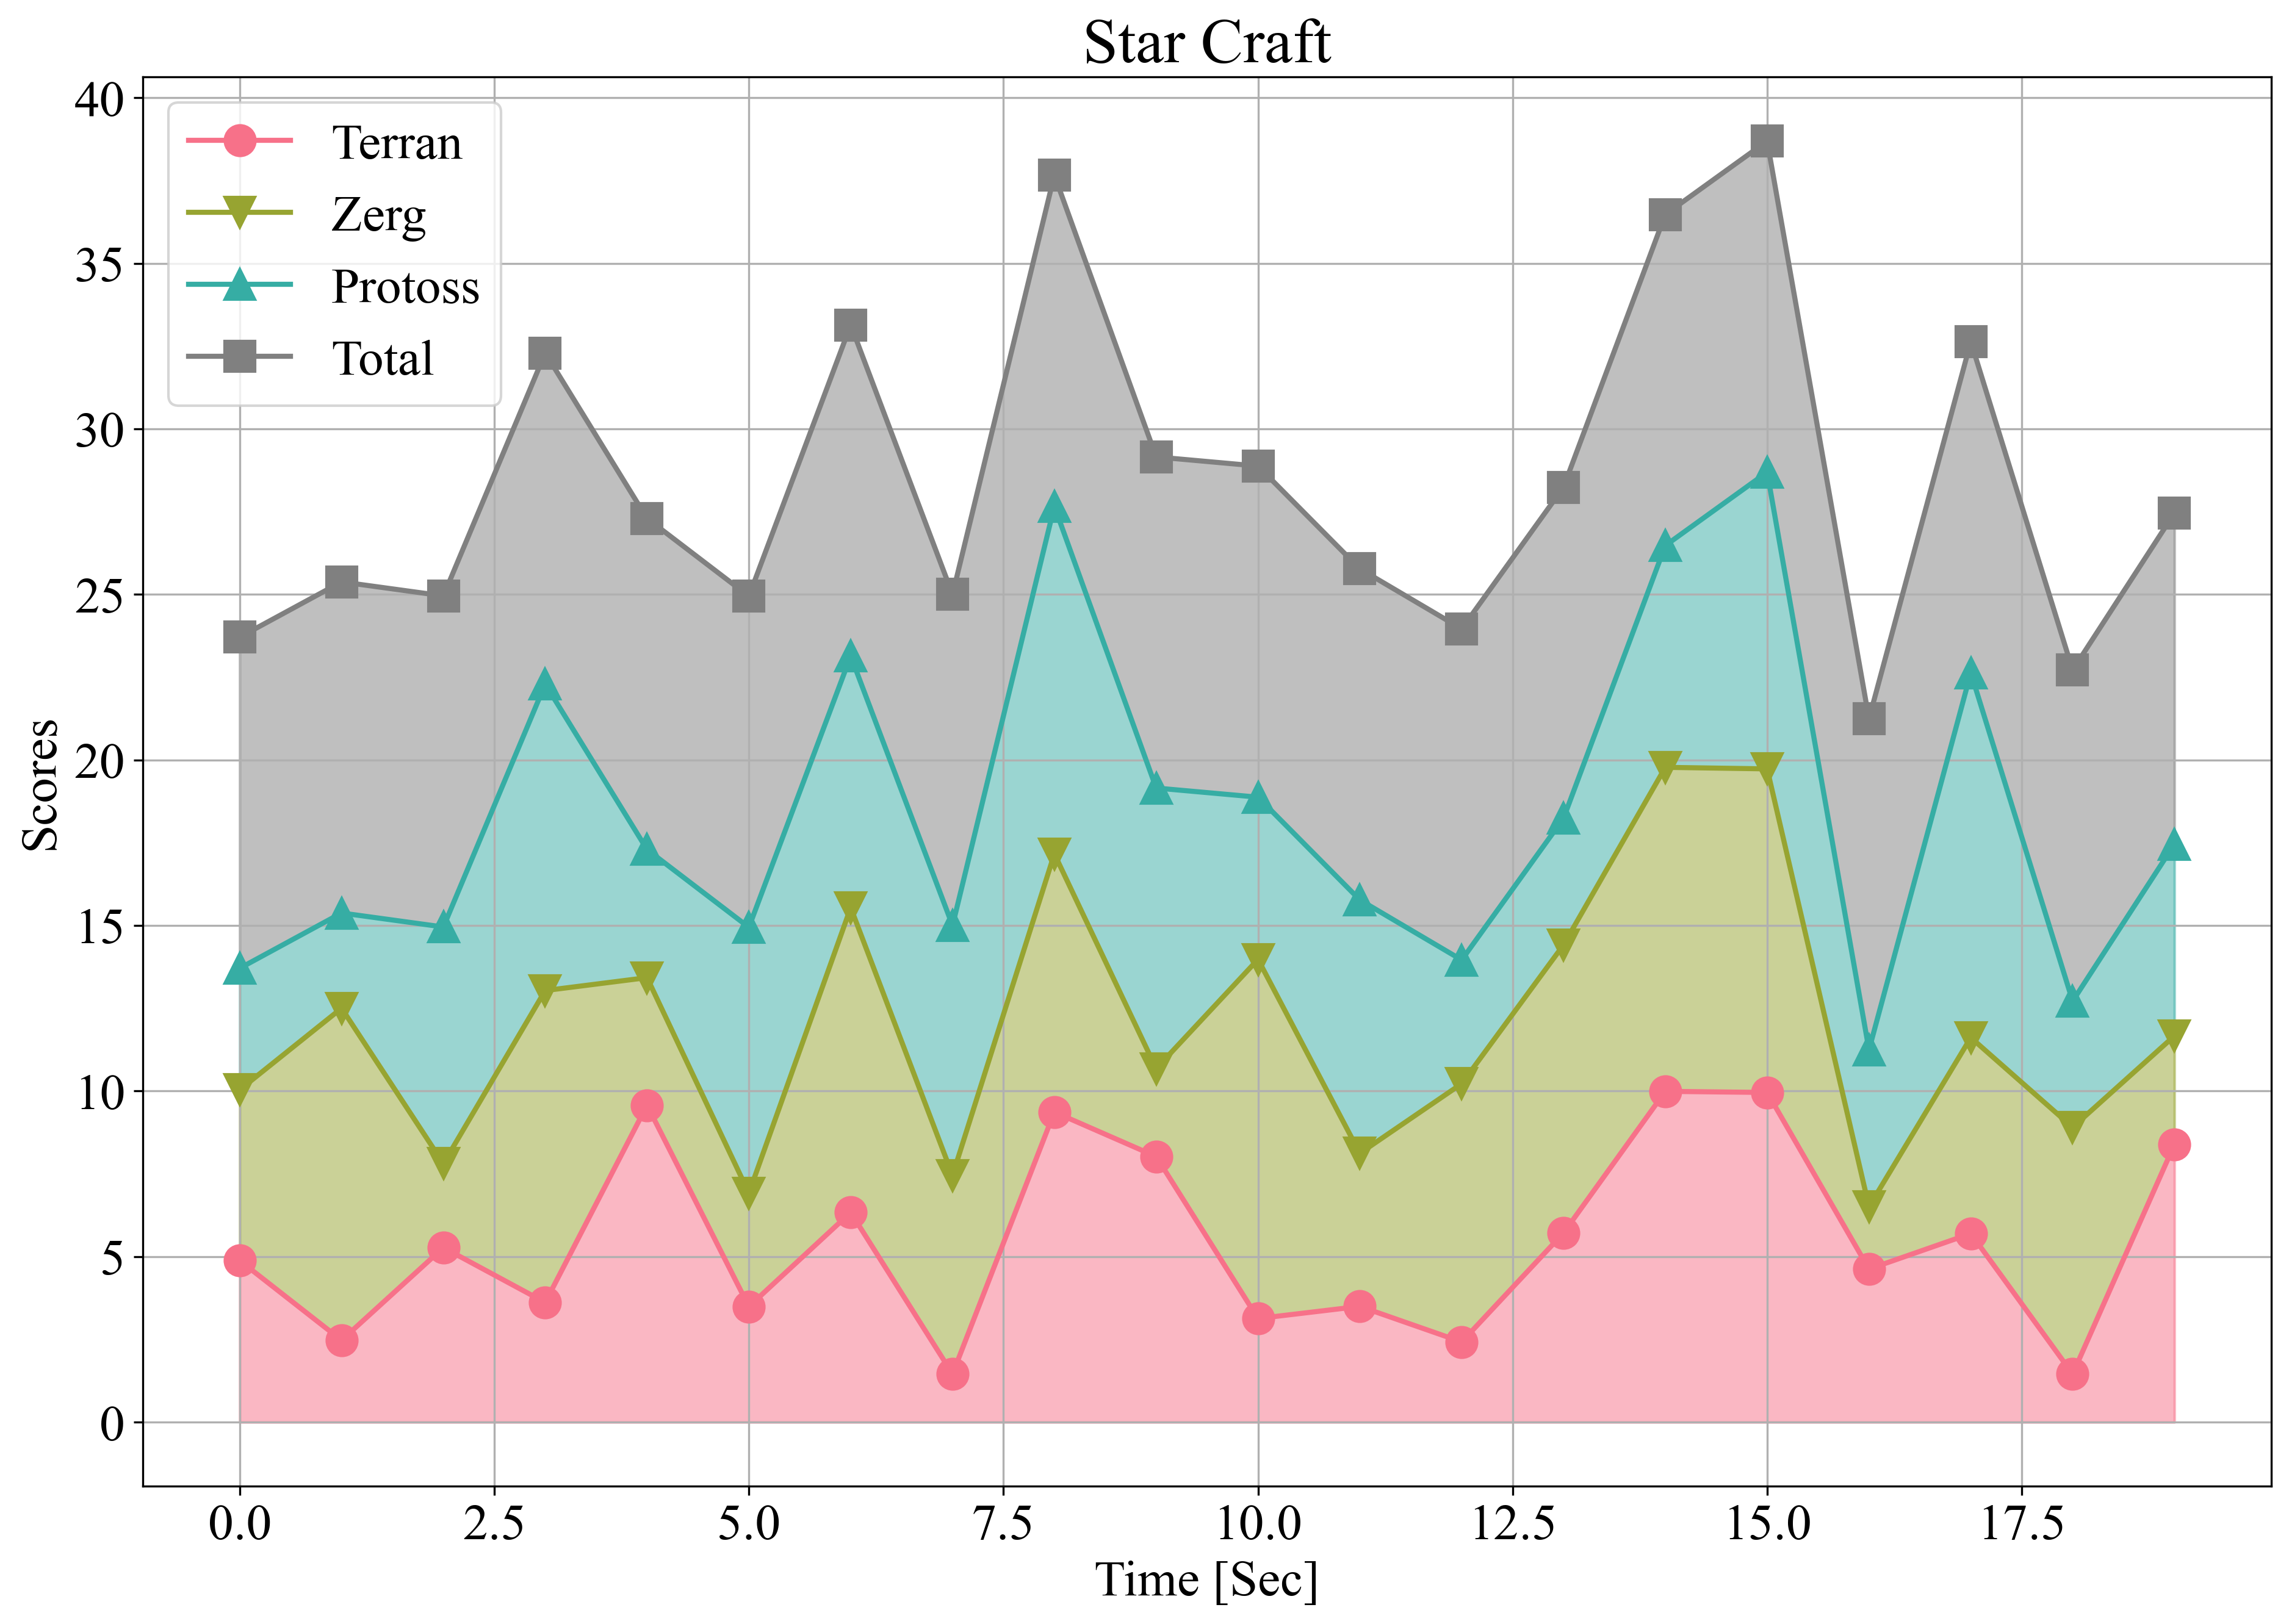 Star Craft
40
35
30
25
20
15
10
5
0
Scores
Terran
Zerg
Protoss
Total
0.0 2.5 5.0 7.5 10.0 12.5 15.0 17.5
Time [Sec]